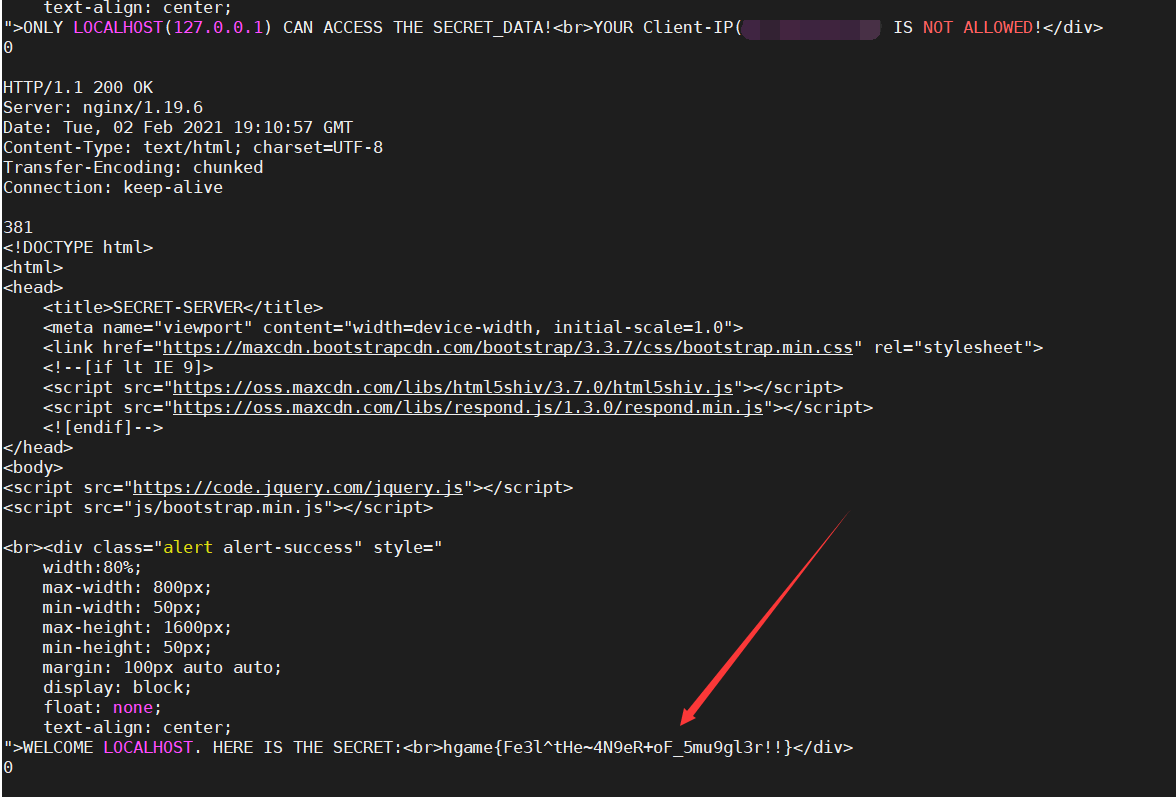 text-align: center;
">ONLY LOCALHOST(127.0.0.1) CAN ACCESS THE SECRET_DATA!<br>YOUR Client-IP( IS NOT ALLOWED!</div>
0
HTTP/1.1 200 OK
Server: nginx/1.19.6
Date: Tue, 02 Feb 2021 19:10:57 GMT
Content-Type: text/html; charset=UTF-8
Transfer-Encoding: chunked
Connection: keep-alive
381
<!DOCTYPE html>
<html>
<head>
    <title>SECRET-SERVER</title>
    <meta name="viewport" content="width=device-width, initial-scale=1.0">
    <link href="https://maxcdn.bootstrapcdn.com/bootstrap/3.3.7/css/bootstrap.min.css" rel="stylesheet">
    <!--[if lt IE 9]>
    <script src="https://oss.maxcdn.com/libs/html5shiv/3.7.0/html5shiv.js"></script>
    <script src="https://oss.maxcdn.com/libs/respond.js/1.3.0/respond.min.js"></script>
    <![endif]-->
</head>
<body>
<script src="https://code.jquery.com/jquery.js"></script>
<script src="js/bootstrap.min.js"></script>
<br><div class="alert alert-success" style="
    width:80%;
    max-width: 800px;
    min-width: 50px;
    max-height: 1600px;
    min-height: 50px;
    margin: 100px auto auto;
    display: block;
    float: none;
    text-align: center;
">WELCOME LOCALHOST. HERE IS THE SECRET:<br>hgame{Fe3l^tHe~4N9eR+oF_5mu9gl3r!!}</div>
0